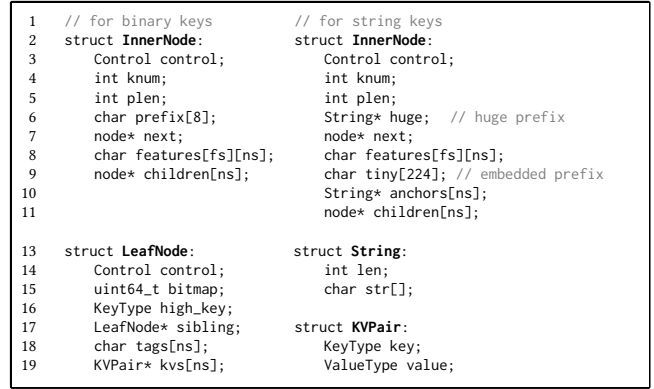 1 // for binary keys // for string keys
2 struct InnerNode: struct InnerNode:
3 Control control; Control control;
4 int knum; int knum;
5 int plen; int plen;
6 char prefix[8]; String* huge; // huge prefix
7 node* next; node* next;
8 char features[fs][ns]; char features[fs][ns];
9 node* children[ns]; char tiny[224]; // embedded prefix
10 String* anchors[ns];
11 node* children[ns];
13 struct LeafNode: struct String:
14 Control control; int len;
15 uint64_t bitmap; char str[];
16 KeyType high_key;
17 LeafNode* sibling; struct KVPair:
18 char tags[ns]; KeyType key;
19 KVPair* kvs[ns]; ValueType value;